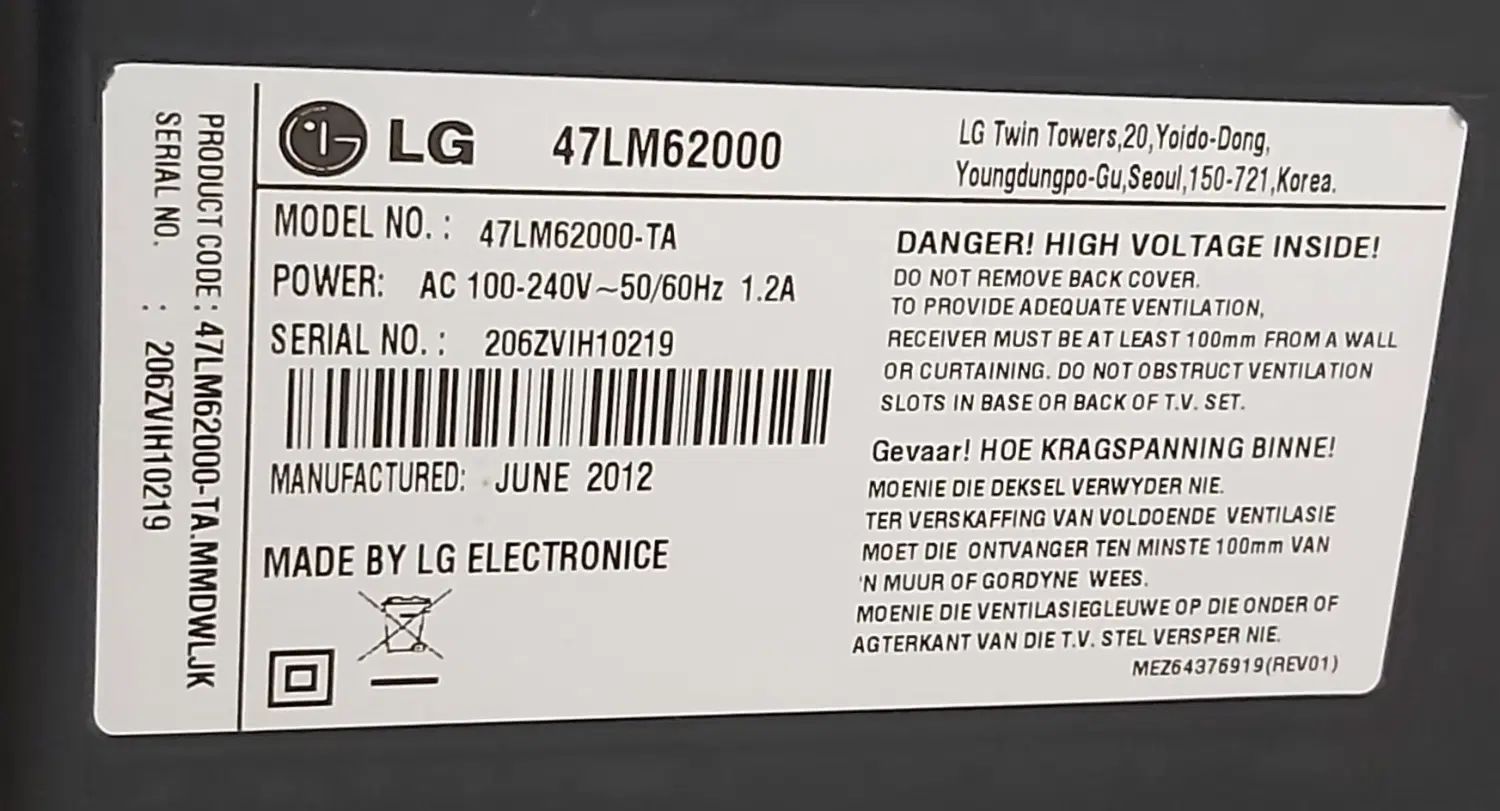 PRODUCT CODE : 47LM62000-TA.MMMDWLJK
SERIAL NO. : 206ZVIH10219
LG 47LM62000
LG Twin Towers,20,Yoido-Dong,
Youngdungpo-Gu,Seoul,150-721,Korea.
MODEL NO. : 47LM62000-TA
POWER: AC 100-240V~50/60Hz 1.2A
SERIAL NO. : 206ZVIH10219
MANUFACTURED: JUNE 2012
MADE BY LG ELECTRONICE
DANGER! HIGH VOLTAGE INSIDE!
DO NOT REMOVE BACK COVER.
TO PROVIDE ADEQUATE VENTILATION,
RECEIVER MUST BE AT LEAST 100mm FROM A WALL
OR CURTAINING. DO NOT OBSTRUCT VENTILATION
SLOTS IN BASE OR BACK OF T.V. SET.
Gevaar! HOE KRAGSPANNING BINNE!
MOENIE DIE DEKSEL VERWYDER NIE.
TER VERSKAFFING VAN VOLDOENDE VENTILASIE
MOET DIE ONTVANGER TEN MINSTE 100mm VAN
'N MUUR OF GORDYNE WEES.
MOENIE DIE VENTILASIEGLEUWE OP DIE ONDER OF
AGTERKANT VAN DIE T.V. STEL VERSPER NIE.
MEZ64376919(REV01)